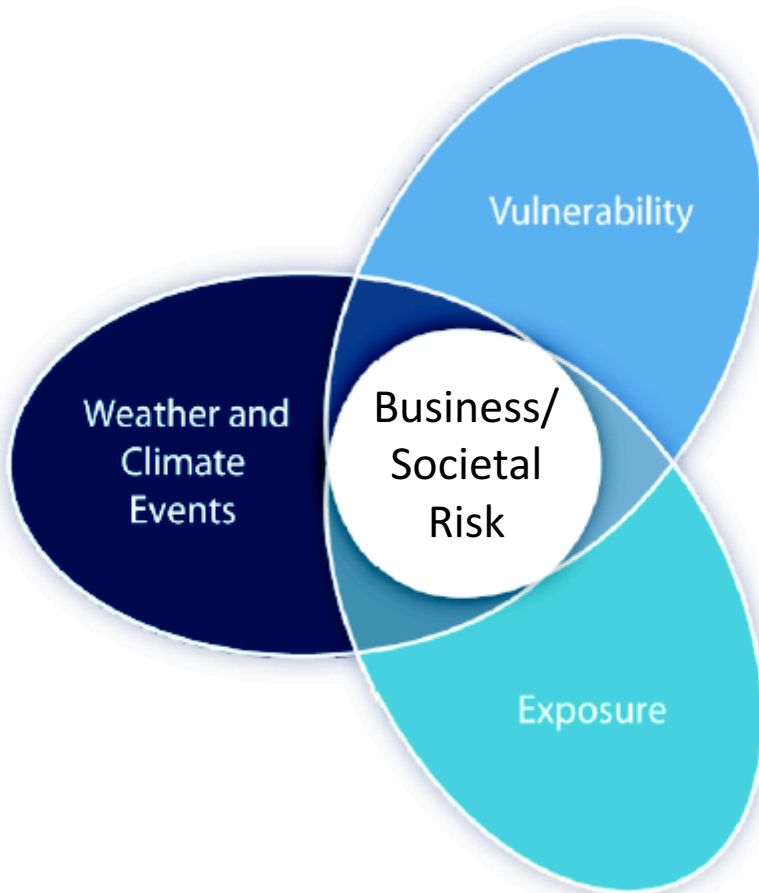 Vulnerability
Weather and
Climate
Events
Business/
Societal
Risk
Exposure